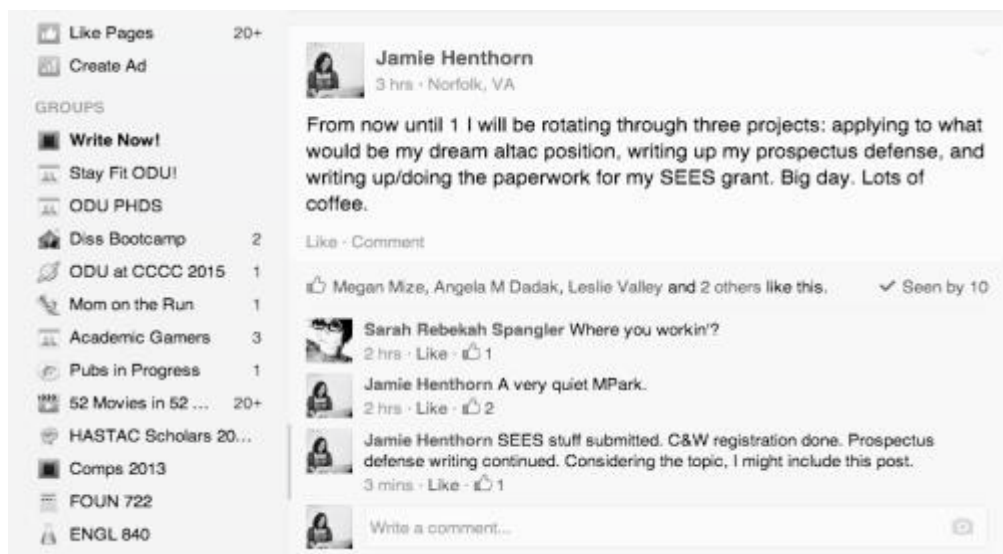 Like Pages 20+
Create Ad
GROUPS
Write Now!
Stay Fit ODU!
ODU PHDS
Diss Bootcamp 2
ODU at CCCC 2015 1
Mom on the Run 1
Academic Gamers 3
Pubs in Progress 1
52 Movies in 52 ... 20+
HASTAC Scholars 20...
Comps 2013
FOUN 722
ENGL 840
Jamie Henthorn
3 hrs · Norfolk, VA
From now until 1 I will be rotating through three projects: applying to what
would be my dream altac position, writing up my prospectus defense, and
writing up/doing the paperwork for my SEES grant. Big day. Lots of
coffee.
Like · Comment
Megan Mize, Angela M Dadak, Leslie Valley and 2 others like this. ✓ Seen by 10
Sarah Rebekah Spangler Where you workin'?
2 hrs · Like · 1
Jamie Henthorn A very quiet MPark.
2 hrs · Like · 2
Jamie Henthorn SEES stuff submitted. C&W registration done. Prospectus
defense writing continued. Considering the topic, I might include this post.
3 mins · Like · 1
Write a comment...